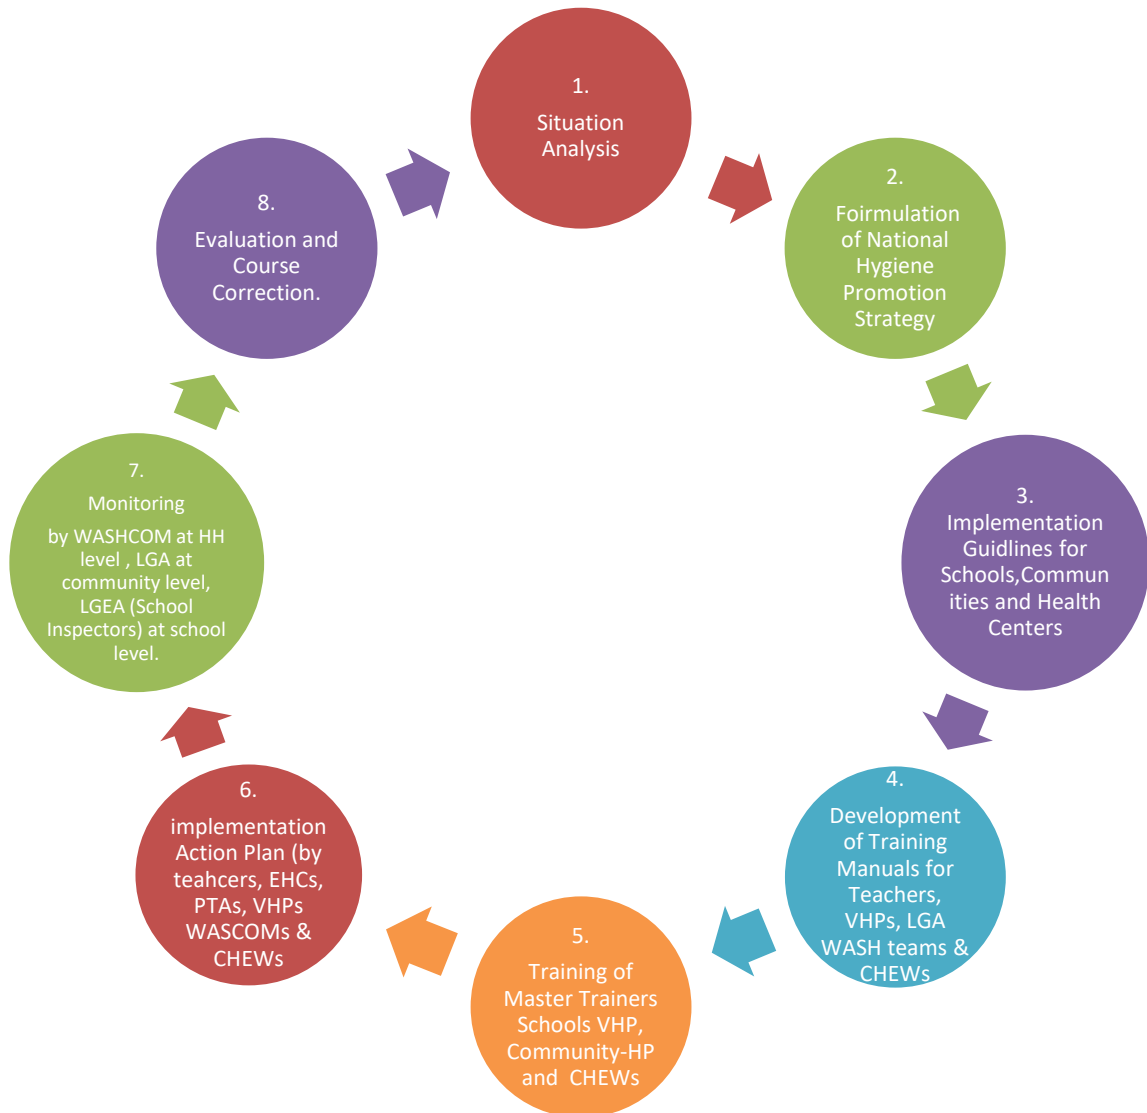 1.
Situation
Analysis
2.
Foirmulation
of National
Hygiene
Promotion
Strategy
3.
Implementation
Guidlines for
Schools,Commun
ities and Health
Centers
4.
Development
of Training
Manuals for
Teachers,
VHPs, LGA
WASH teams &
CHEWs
5.
Training of
Master Trainers
Schools VHP,
Community-HP
and CHEWs
6.
implementation
Action Plan (by
teahcers, EHCs,
PTAs, VHPs
WASCOMs &
CHEWs
7.
Monitoring
by WASHCOM at HH
level , LGA at
community level,
LGEA (School
Inspectors) at school
level.
8.
Evaluation and
Course
Correction.